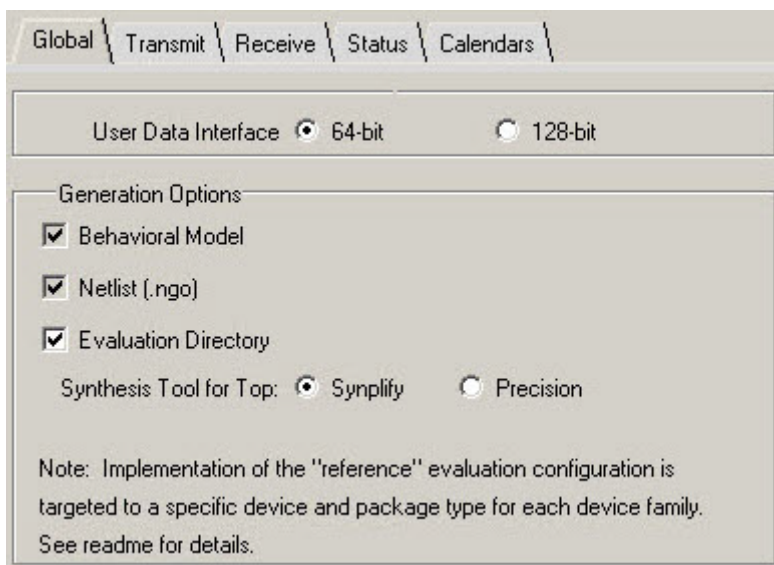 Global Transmit Receive Status Calendars
User Data Interface 64-bit 128-bit
Generation Options
Behavioral Model
Netlist (.ngo)
Evaluation Directory
Synthesis Tool for Top: Synplify Precision
Note: Implementation of the "reference" evaluation configuration is
targeted to a specific device and package type for each device family.
See readme for details.